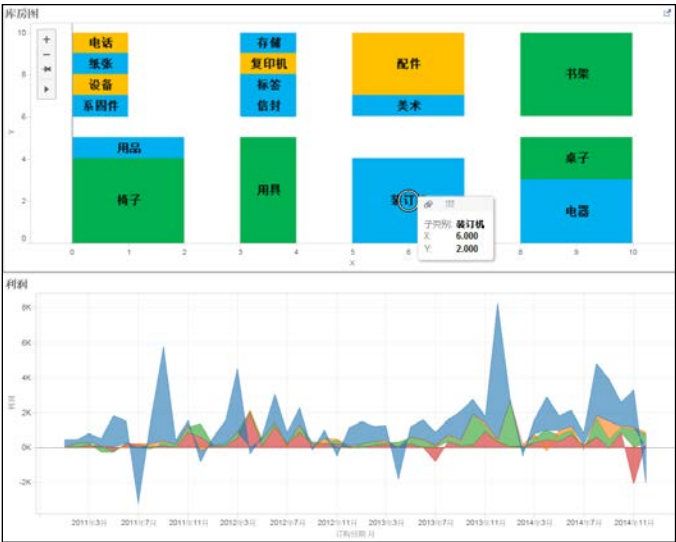 库房图
10
8
6
4
2
0
Y
电话
纸张
设备
系固件
存储
复印机
标签
信封
配件
美术
书架
用品
椅子
用具
装订
桌子
电器
子类别: 装订机
X: 6.000
Y: 2.000
0 1 2 3 4 5 6 8 9 10
X
利润
8K
6K
4K
2K
0K
-2K
利润
2011年3月 2011年7月 2011年11月 2012年3月 2012年7月 2012年11月 2013年3月 2013年7月 2013年11月 2014年3月 2014年7月 2014年11月
订购日期 月